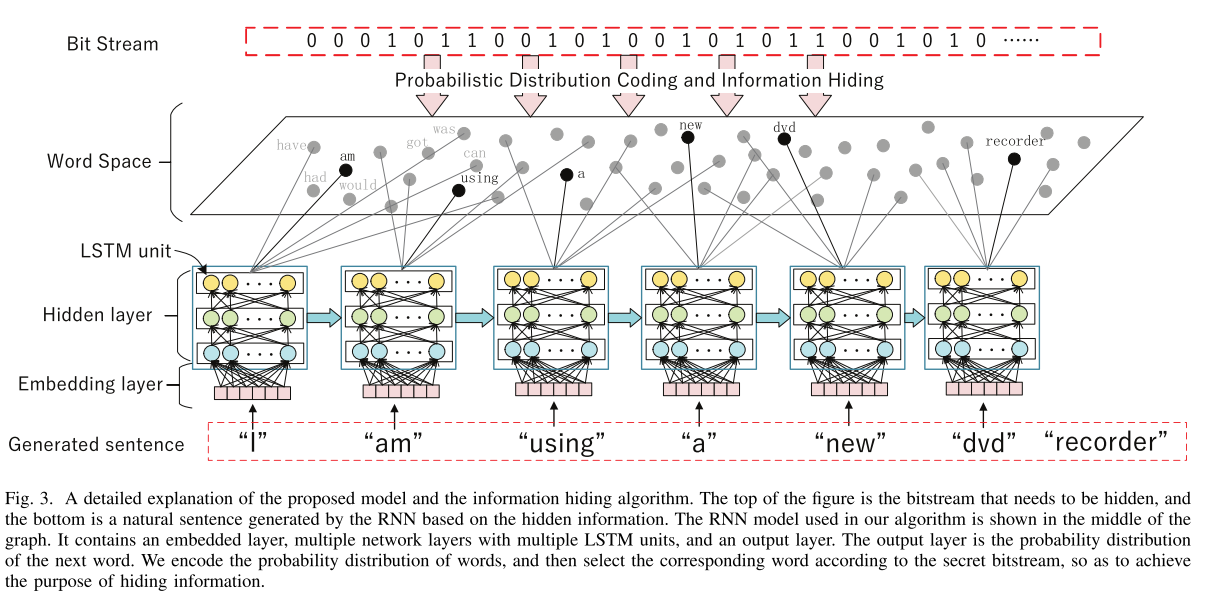 Bit Stream
0 0 0 1 0 1 1 0 0 1 0 1 0 0 1 0 1 0 1 1 0 0 1 0 1 0 ······
Probabilistic Distribution Coding and Information Hiding
Word Space
have
am
had
would
got
was
can
using
a
new
dvd
recorder
LSTM unit
Hidden layer
Embedding layer
Generated sentence
“I” “am” “using” “a” “new” “dvd” “recorder”
Fig. 3. A detailed explanation of the proposed model and the information hiding algorithm. The top of the figure is the bitstream that needs to be hidden, and
the bottom is a natural sentence generated by the RNN based on the hidden information. The RNN model used in our algorithm is shown in the middle of the
graph. It contains an embedded layer, multiple network layers with multiple LSTM units, and an output layer. The output layer is the probability distribution
of the next word. We encode the probability distribution of words, and then select the corresponding word according to the secret bitstream, so as to achieve
the purpose of hiding information.